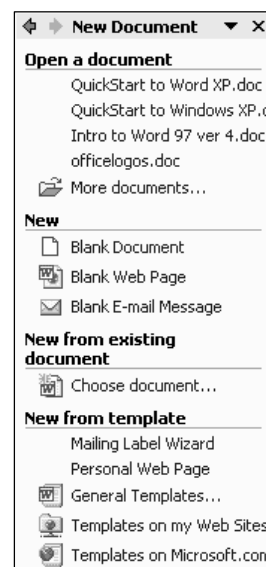 New Document
Open a document
QuickStart to Word XP.doc
QuickStart to Windows XP.d
Intro to Word 97 ver 4.doc
officelogos.doc
More documents...
New
Blank Document
Blank Web Page
Blank E-mail Message
New from existing
document
Choose document...
New from template
Mailing Label Wizard
Personal Web Page
General Templates...
Templates on my Web Sites
Templates on Microsoft.com